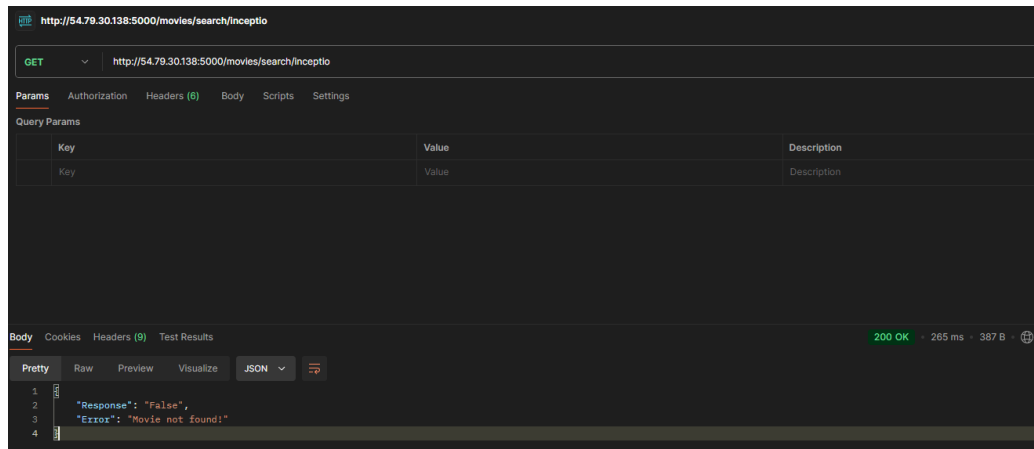 HTTP http://54.79.30.138:5000/movies/search/inceptio
GET http://54.79.30.138:5000/movies/search/inceptio
Params Authorization Headers (6) Body Scripts Settings
Query Params
Key Value Description
Key Value Description
Body Cookies Headers (9) Test Results 200 OK • 265 ms • 387 B •
Pretty Raw Preview Visualize JSON
1 {
2 "Response": "False",
3 "Error": "Movie not found!"
4 }